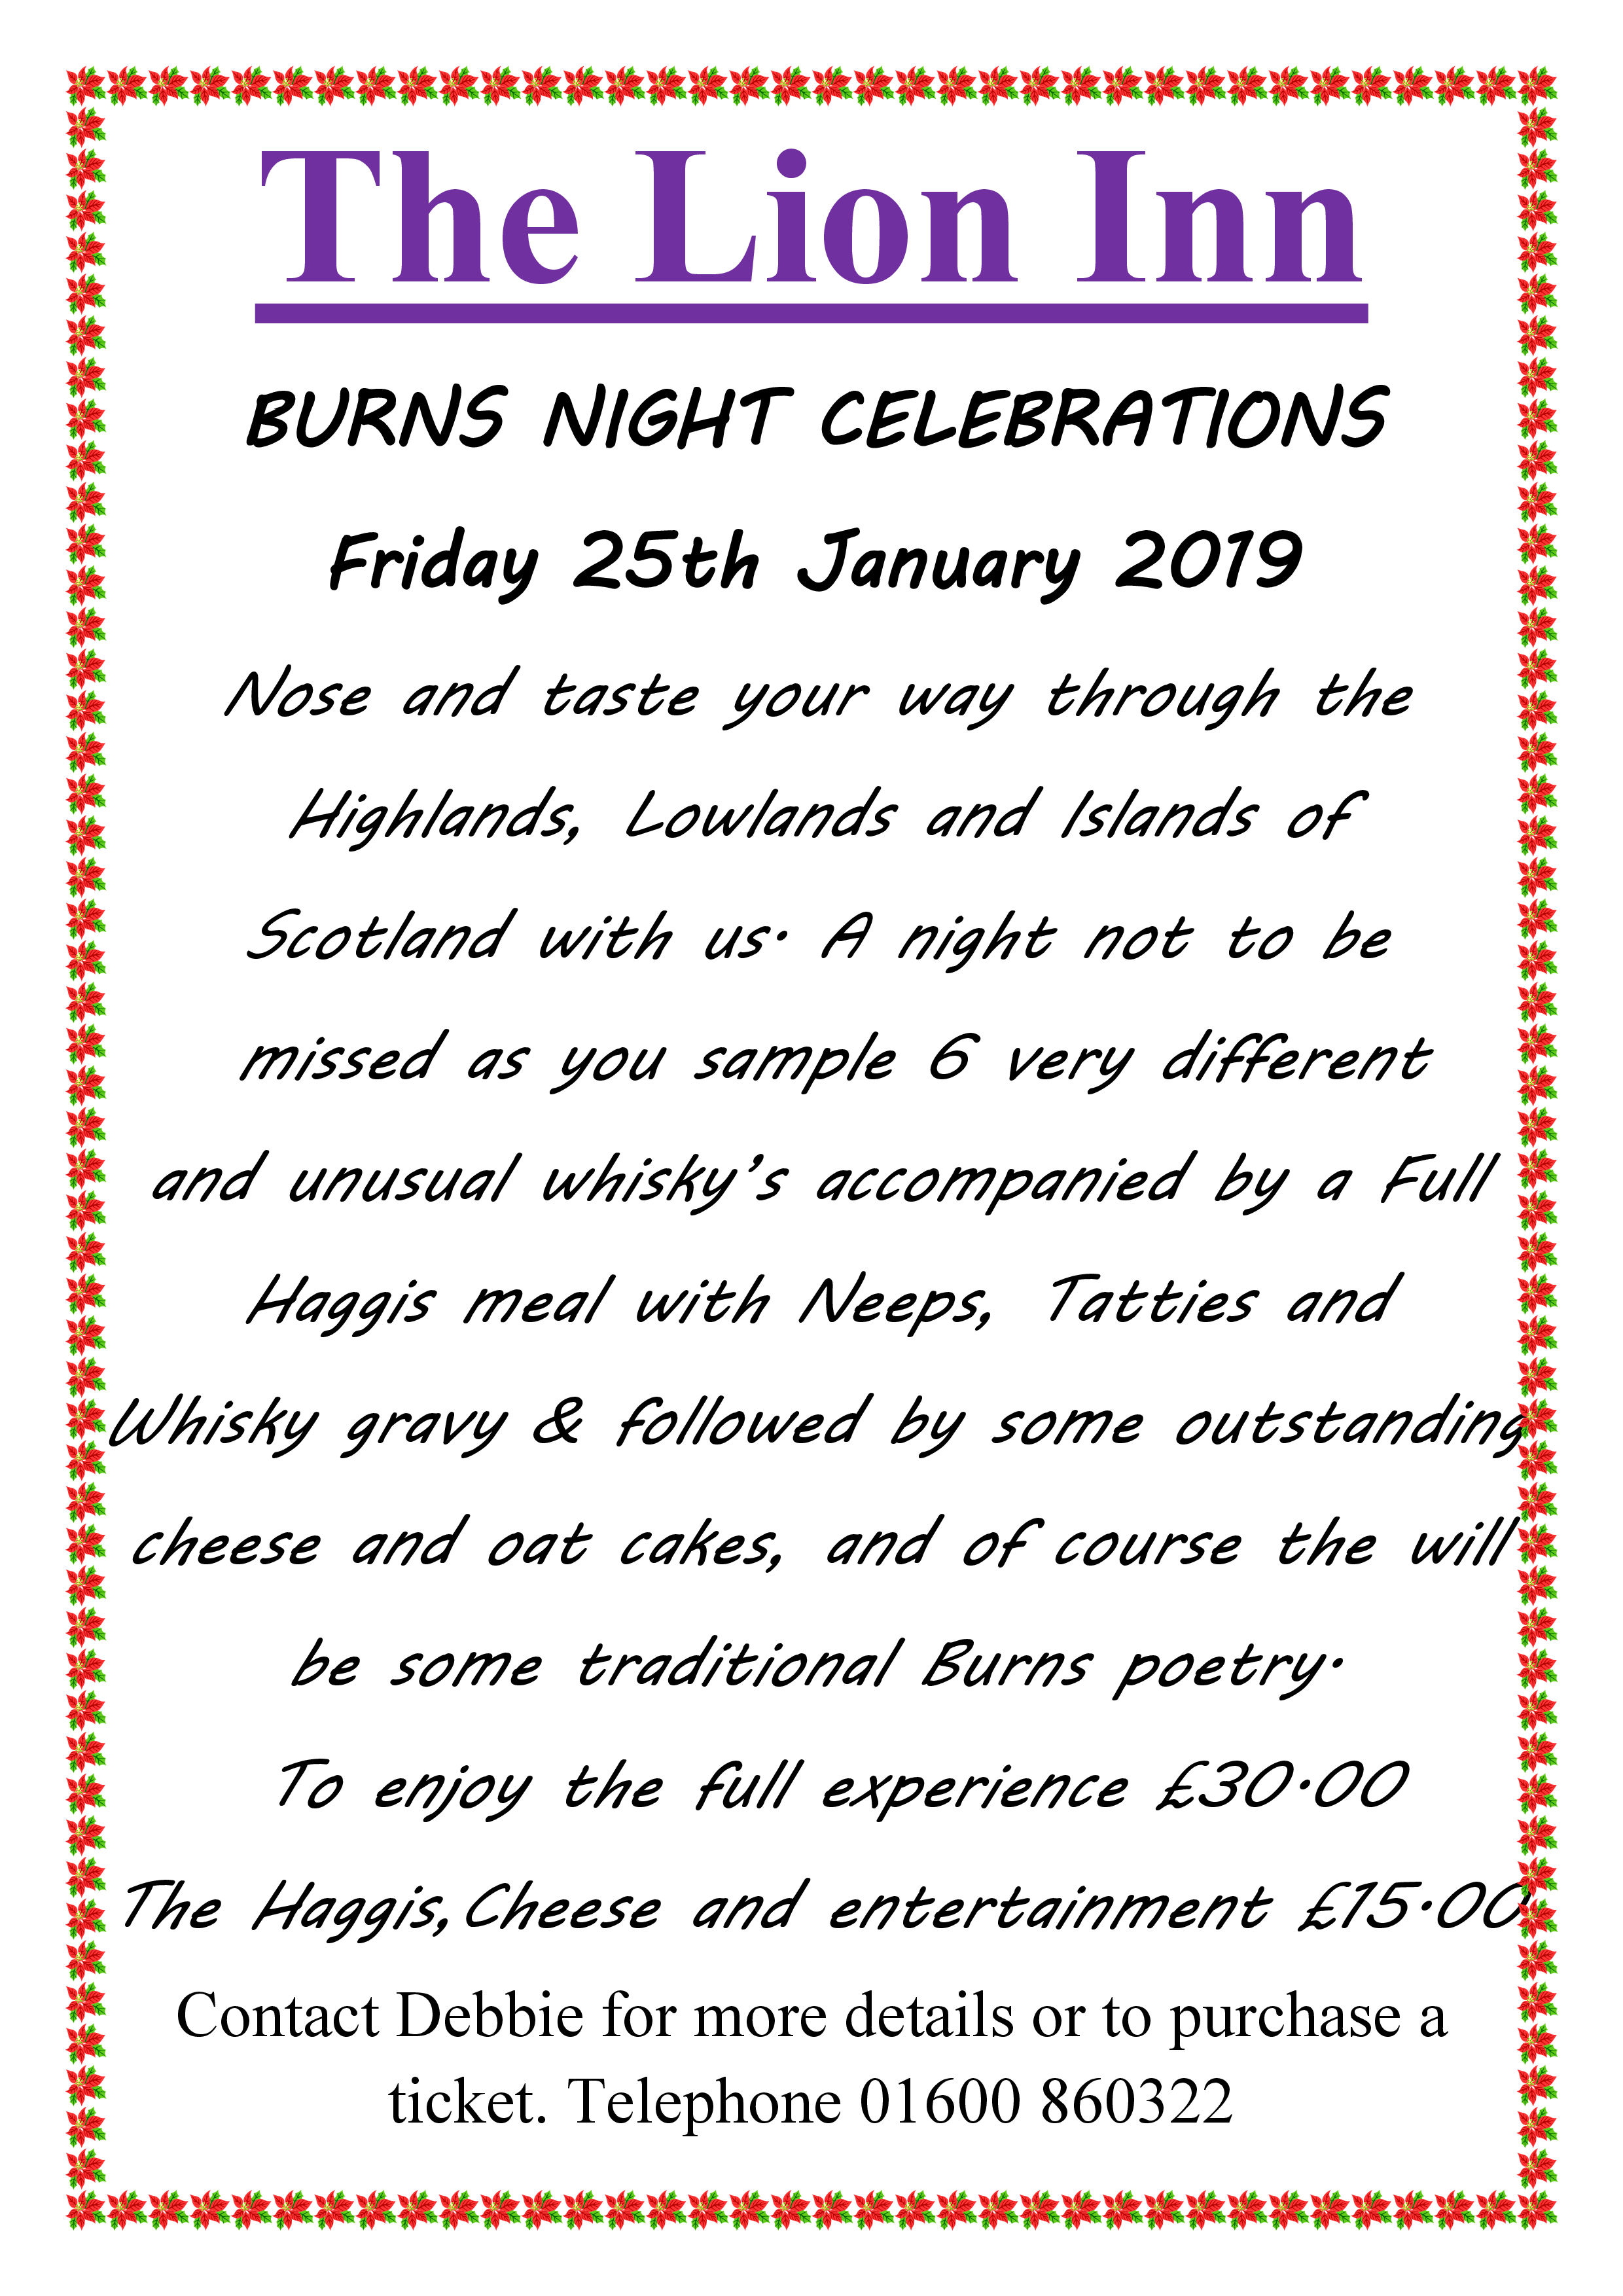 The Lion Inn
BURNS NIGHT CELEBRATIONS
Friday 25th January 2019
Nose and taste your way through the
Highlands, Lowlands and Islands of
Scotland with us. A night not to be
missed as you sample 6 very different
and unusual whisky’s accompanied by a Full
Haggis meal with Neeps, Tatties and
Whisky gravy & followed by some outstanding
cheese and oat cakes, and of course the will
be some traditional Burns poetry.
To enjoy the full experience £30.00
The Haggis,Cheese and entertainment £15.00
Contact Debbie for more details or to purchase a
ticket. Telephone 01600 860322